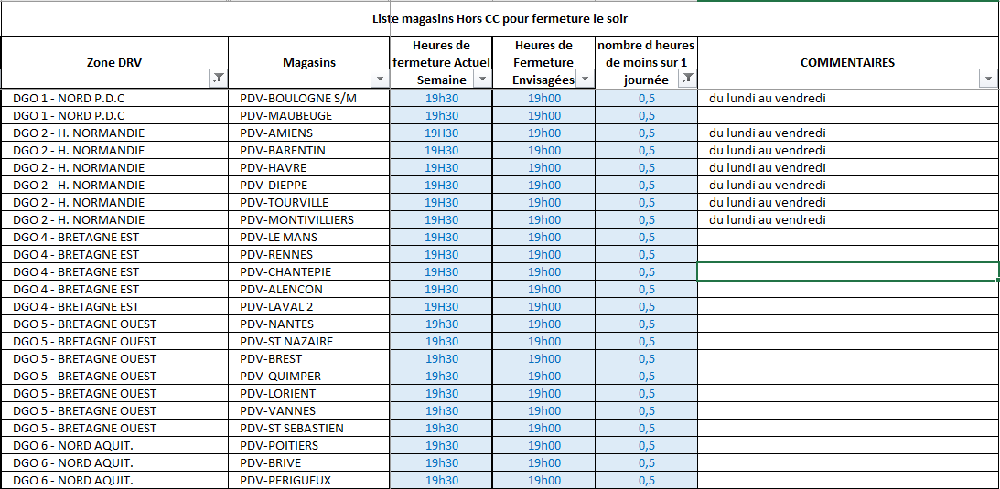 Liste magasins Hors CC pour fermeture le soir
Zone DRV Magasins Heures de fermeture Actuel Semaine Heures de Fermeture Envisagées nombre d heures de moins sur 1 journée COMMENTAIRES
DGO 1 - NORD P.D.C PDV-BOULOGNE S/M 19h30 19h00 0,5 du lundi au vendredi
DGO 1 - NORD P.D.C PDV-MAUBEUGE 19h30 19h00 0,5
DGO 2 - H. NORMANDIE PDV-AMIENS 19H30 19h00 0,5 du lundi au vendredi
DGO 2 - H. NORMANDIE PDV-BARENTIN 19H30 19h00 0,5 du lundi au vendredi
DGO 2 - H. NORMANDIE PDV-HAVRE 19H30 19h00 0,5 du lundi au vendredi
DGO 2 - H. NORMANDIE PDV-DIEPPE 19H30 19h00 0,5 du lundi au vendredi
DGO 2 - H. NORMANDIE PDV-TOURVILLE 19H30 19h00 0,5 du lundi au vendredi
DGO 2 - H. NORMANDIE PDV-MONTIVILLIERS 19H30 19h00 0,5 du lundi au vendredi
DGO 4 - BRETAGNE EST PDV-LE MANS 19H30 19h00 0,5
DGO 4 - BRETAGNE EST PDV-RENNES 19H30 19h00 0,5
DGO 4 - BRETAGNE EST PDV-CHANTEPIE 19H30 19h00 0,5
DGO 4 - BRETAGNE EST PDV-ALENCON 19H30 19h00 0,5
DGO 4 - BRETAGNE EST PDV-LAVAL 2 19H30 19h00 0,5
DGO 5 - BRETAGNE OUEST PDV-NANTES 19h30 19h00 0,5
DGO 5 - BRETAGNE OUEST PDV-ST NAZAIRE 19h30 19h00 0,5
DGO 5 - BRETAGNE OUEST PDV-BREST 19h30 19h00 0,5
DGO 5 - BRETAGNE OUEST PDV-QUIMPER 19h30 19h00 0,5
DGO 5 - BRETAGNE OUEST PDV-LORIENT 19h30 19h00 0,5
DGO 5 - BRETAGNE OUEST PDV-VANNES 19h30 19h00 0,5
DGO 5 - BRETAGNE OUEST PDV-ST SEBASTIEN 19h30 19h00 0,5
DGO 6 - NORD AQUIT. PDV-POITIERS 19h30 19h00 0,5
DGO 6 - NORD AQUIT. PDV-BRIVE 19h30 19h00 0,5
DGO 6 - NORD AQUIT. PDV-PERIGUEUX 19h30 19h00 0,5